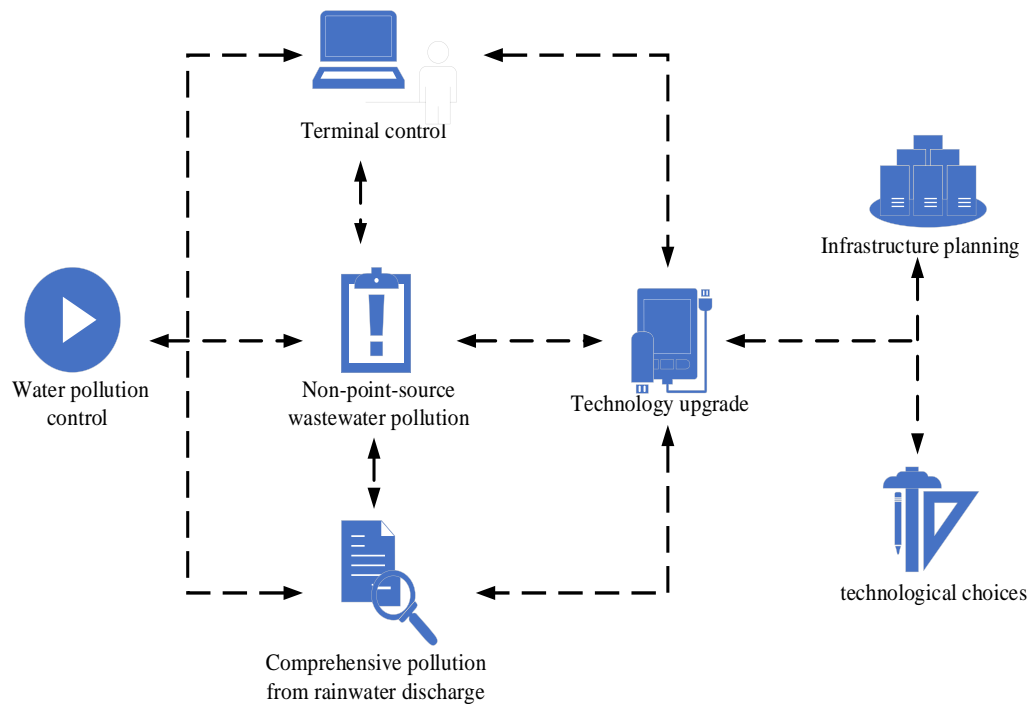 Terminal control
Infrastructure planning
Water pollution
control
Non-point-source
wastewater pollution
Technology upgrade
technological choices
Comprehensive pollution
from rainwater discharge